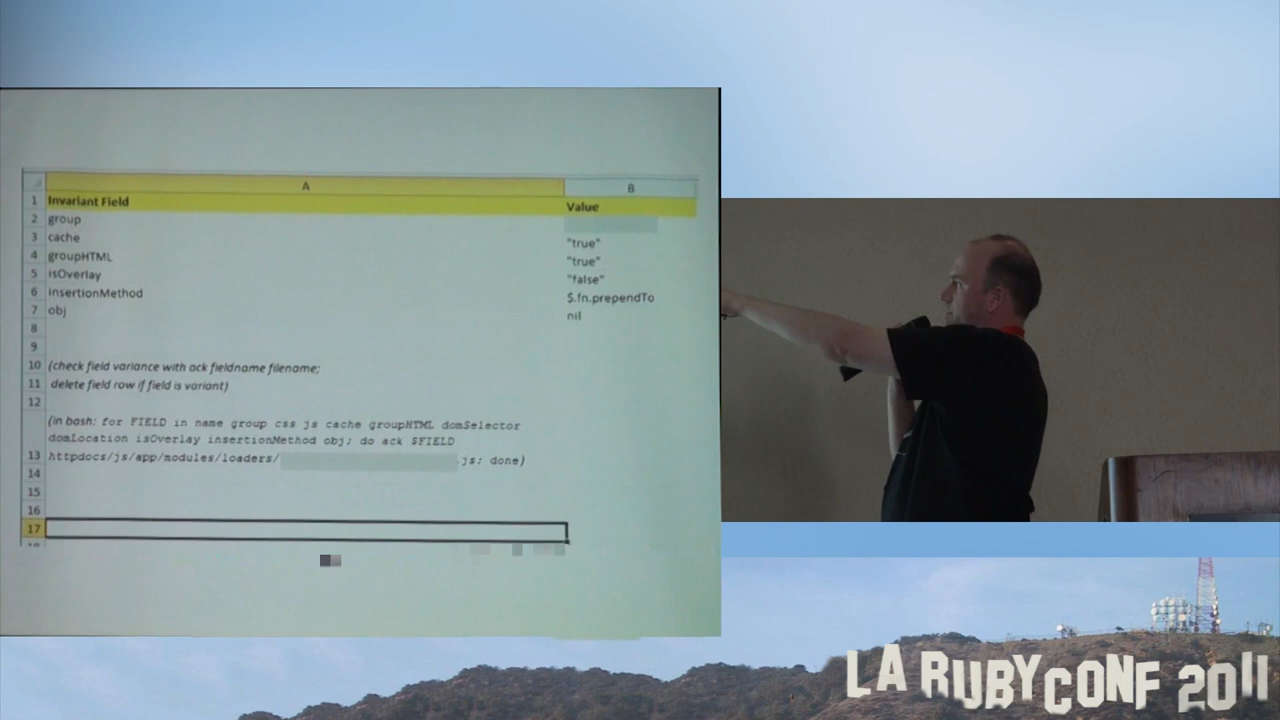 A B
1 Invariant Field Value
2 group
3 cache "true"
4 groupHTML "true"
5 isOverlay "false"
6 insertionMethod $.fn.prependTo
7 obj nil
8
9
10 (check field variance with ack fieldname filename;
11 delete field row if field is variant)
12
(in bash: for FIELD in name group css js cache groupHTML domSelector
domLocation isOverlay insertionMethod obj; do ack $FIELD
13 httpdocs/js/app/modules/loaders/ .js; done)
14
15
16
17
LA RUBYCONF 2011